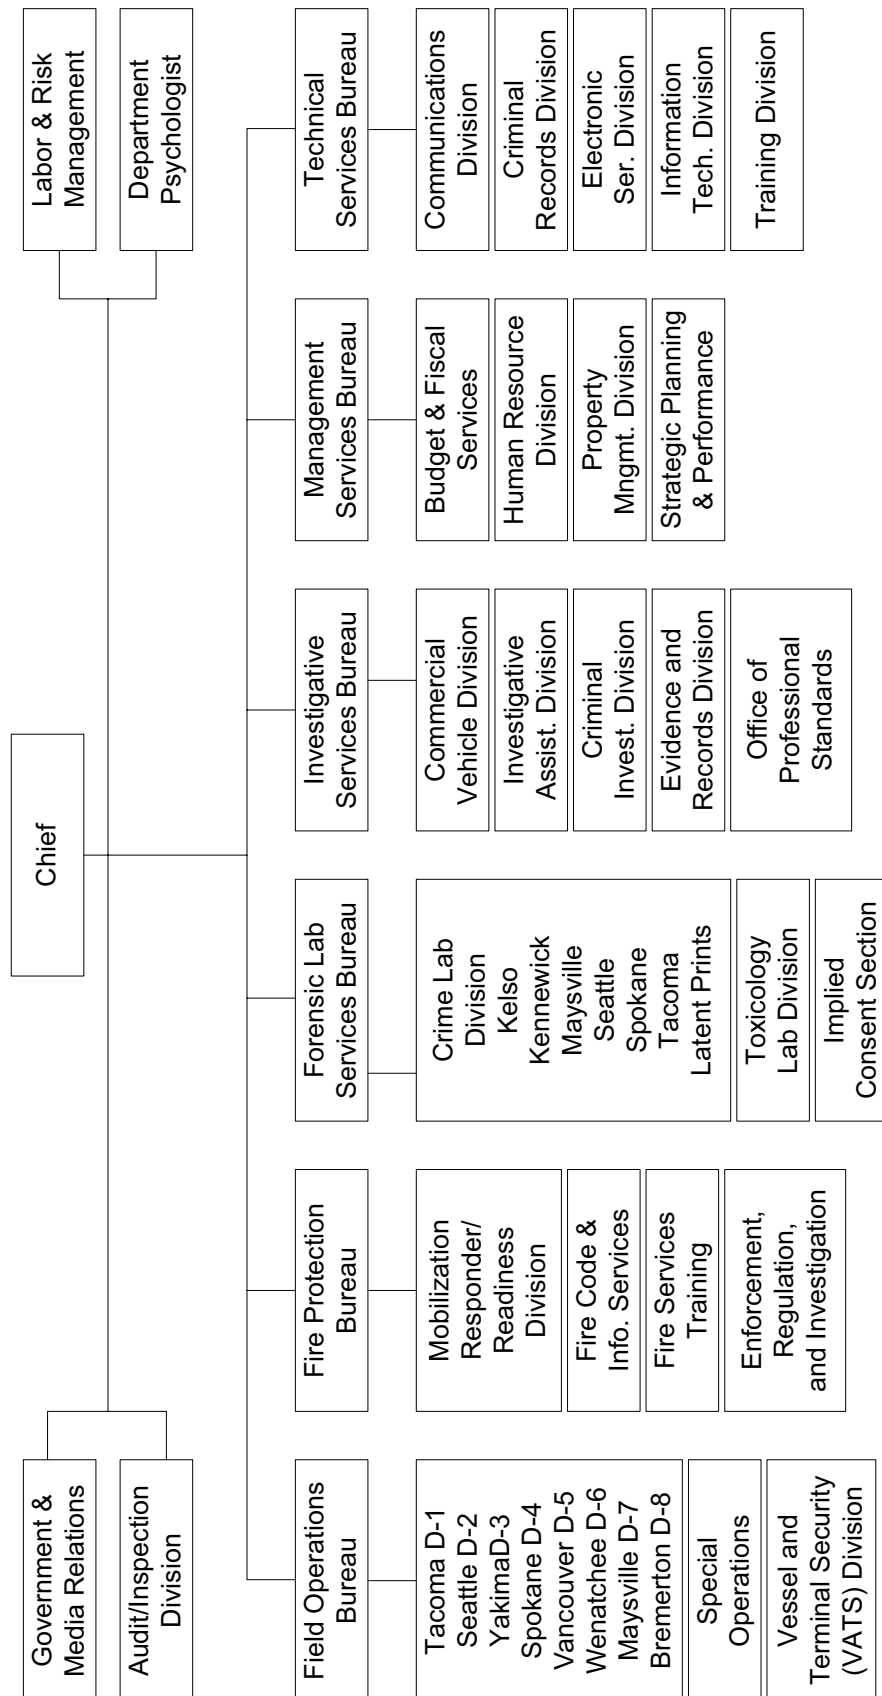 Chief
Government &
Media Relations
Audit/Inspection
Division
Labor & Risk
Management
Department
Psychologist
Field Operations
Bureau
Tacoma D-1
Seattle D-2
YakimaD-3
Spokane D-4
Vancouver D-5
Wenatchee D-6
Maysville D-7
Bremerton D-8
Special
Operations
Vessel and
Terminal Security
(VATS) Division
Fire Protection
Bureau
Mobilization
Responder/
Readiness
Division
Fire Code &
Info. Services
Fire Services
Training
Enforcement,
Regulation,
and Investigation
Forensic Lab
Services Bureau
Crime Lab
Division
Kelso
Kennewick
Maysville
Seattle
Spokane
Tacoma
Latent Prints
Toxicology
Lab Division
Implied
Consent Section
Investigative
Services Bureau
Commercial
Vehicle Division
Investigative
Assist. Division
Criminal
Invest. Division
Evidence and
Records Division
Office of
Professional
Standards
Management
Services Bureau
Budget & Fiscal
Services
Human Resource
Division
Property
Mngmt. Division
Strategic Planning
& Performance
Technical
Services Bureau
Communications
Division
Criminal
Records Division
Electronic
Ser. Division
Information
Tech. Division
Training Division